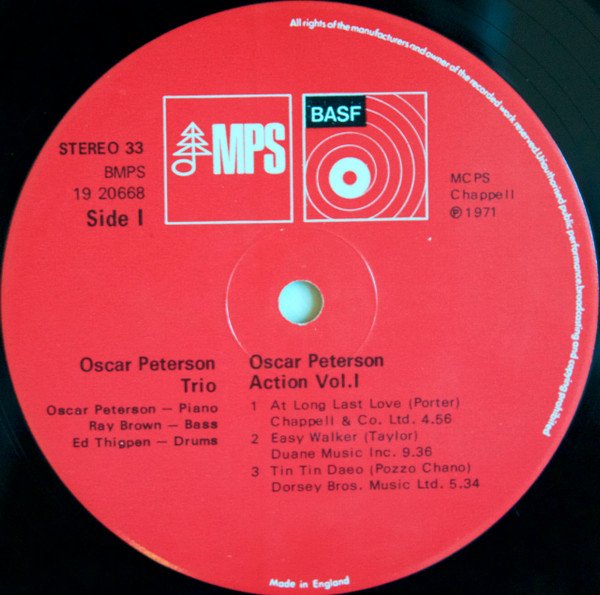 All rights of the manufacturers and owner of the recorded work reserved. Unauthorised public performance, broadcasting and copying prohibited
MPS
BASF
STEREO 33
BMPS
19 20668
Side I
MCPS
Chappell
Ⓟ 1971
Oscar Peterson
Trio
Oscar Peterson — Piano
Ray Brown — Bass
Ed Thigpen — Drums
Oscar Peterson
Action Vol.I
1 At Long Last Love (Porter)
Chappell & Co. Ltd. 4.56
2 Easy Walker (Taylor)
Duane Music Inc. 9.36
3 Tin Tin Daeo (Pozzo Chano)
Dorsey Bros. Music Ltd. 5.34
Made in England